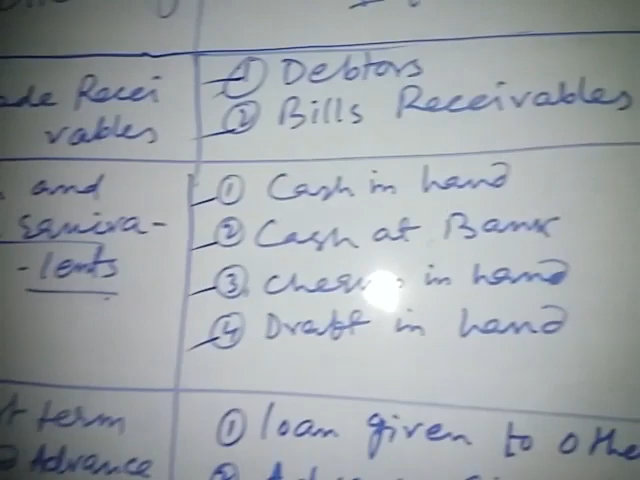 ① Debtors
Recei
vables
② Bills Receivables
and
① Cash in hand
② Cash at Bank
- lents
③ in hand
④ Draft in hand
term
① loan given to othe
Advance